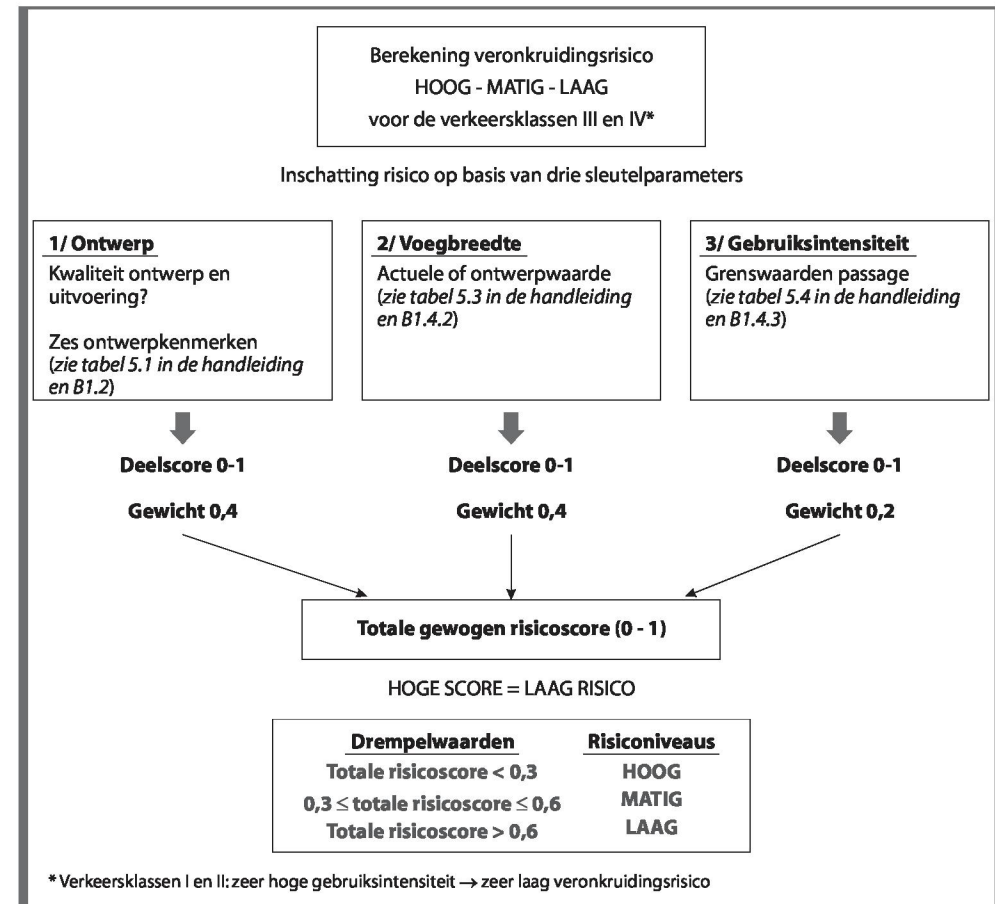 Berekening veronkruidingsrisico
HOOG - MATIG - LAAG
voor de verkeersklassen III en IV*
Inschatting risico op basis van drie sleutelparameters
1/ Ontwerp
Kwaliteit ontwerp en
uitvoering?
Zes ontwerpkenmerken
(zie tabel 5.1 in de handleiding
en B1.2)
2/ Voegbreedte
Actuele of ontwerpwaarde
(zie tabel 5.3 in de handleiding
en B1.4.2)
3/ Gebruiksintensiteit
Grenswaarden passage
(zie tabel 5.4 in de handleiding
en B1.4.3)
Deelscore 0-1
Gewicht 0,4
Deelscore 0-1
Gewicht 0,4
Deelscore 0-1
Gewicht 0,2
Totale gewogen risicoscore (0 - 1)
HOGE SCORE = LAAG RISICO
Drempelwaarden Risiconiveaus
Totale risicoscore < 0,3 HOOG
0,3 ≤ totale risicoscore ≤ 0,6 MATIG
Totale risicoscore > 0,6 LAAG
* Verkeersklassen I en II: zeer hoge gebruiksintensiteit → zeer laag veronkruidingsrisico